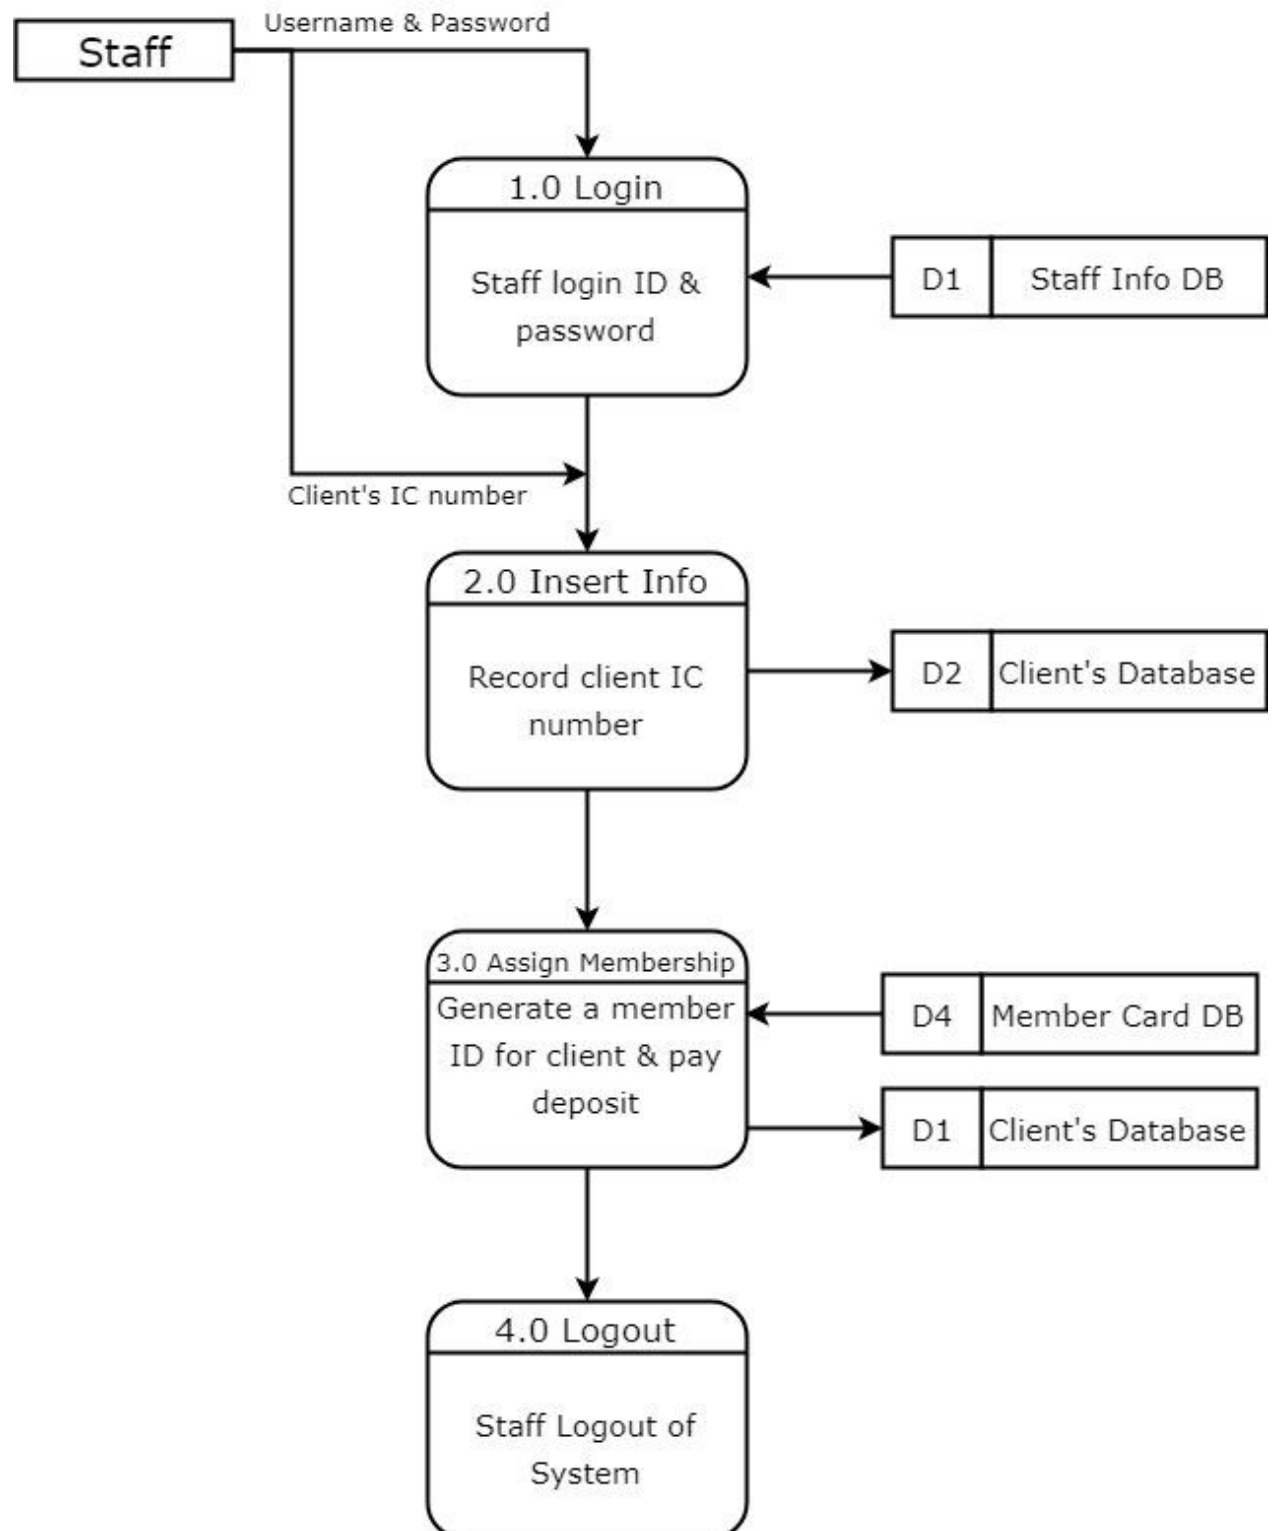 Username & Password
Staff
1.0 Login
Staff login ID &
password
D1
Staff Info DB
Client's IC number
2.0 Insert Info
Record client IC
number
D2
Client's Database
3.0 Assign Membership
Generate a member
ID for client & pay
deposit
D4
Member Card DB
D1
Client's Database
4.0 Logout
Staff Logout of
System